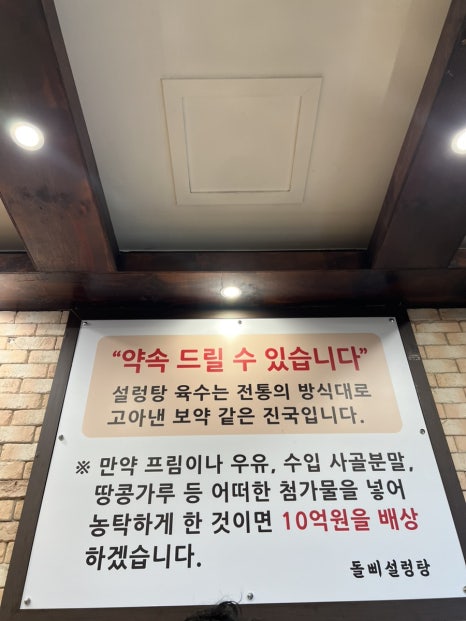 “약속 드릴 수 있습니다”
설렁탕 육수는 전통의 방식대로
고아낸 보약 같은 진국입니다.
※ 만약 프림이나 우유, 수입 사골분말,
땅콩가루 등 어떠한 첨가물을 넣어
농탁하게 한 것이면 10억원을 배상
하겠습니다.
돌삐설렁탕